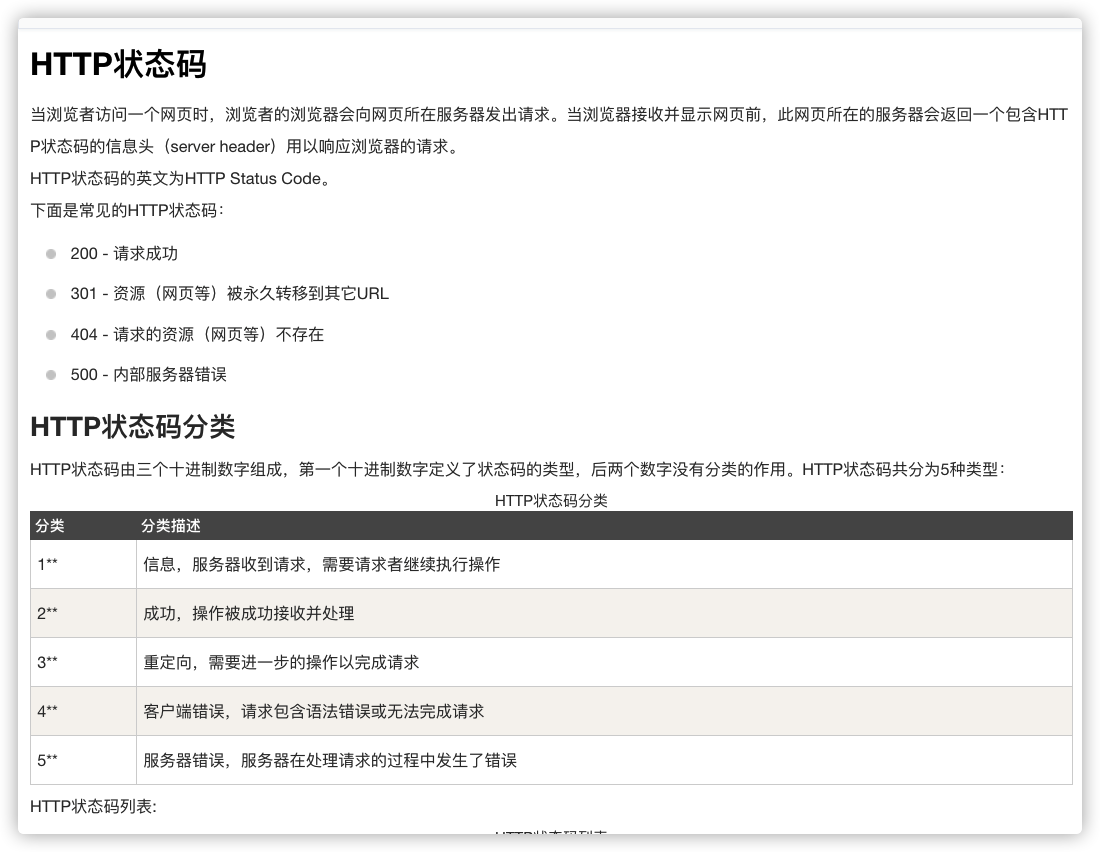 HTTP状态码
当浏览者访问一个网页时，浏览者的浏览器会向网页所在服务器发出请求。当浏览器接收并显示网页前，此网页所在的服务器会返回一个包含HTT
P状态码的信息头（server header）用以响应浏览器的请求。
HTTP状态码的英文为HTTP Status Code。
下面是常见的HTTP状态码：
200 - 请求成功
301 - 资源（网页等）被永久转移到其它URL
404 - 请求的资源（网页等）不存在
500 - 内部服务器错误
HTTP状态码分类
HTTP状态码由三个十进制数字组成，第一个十进制数字定义了状态码的类型，后两个数字没有分类的作用。HTTP状态码共分为5种类型：
HTTP状态码分类
分类 分类描述
1** 信息，服务器收到请求，需要请求者继续执行操作
2** 成功，操作被成功接收并处理
3** 重定向，需要进一步的操作以完成请求
4** 客户端错误，请求包含语法错误或无法完成请求
5** 服务器错误，服务器在处理请求的过程中发生了错误
HTTP状态码列表:
HTTP状态码列表